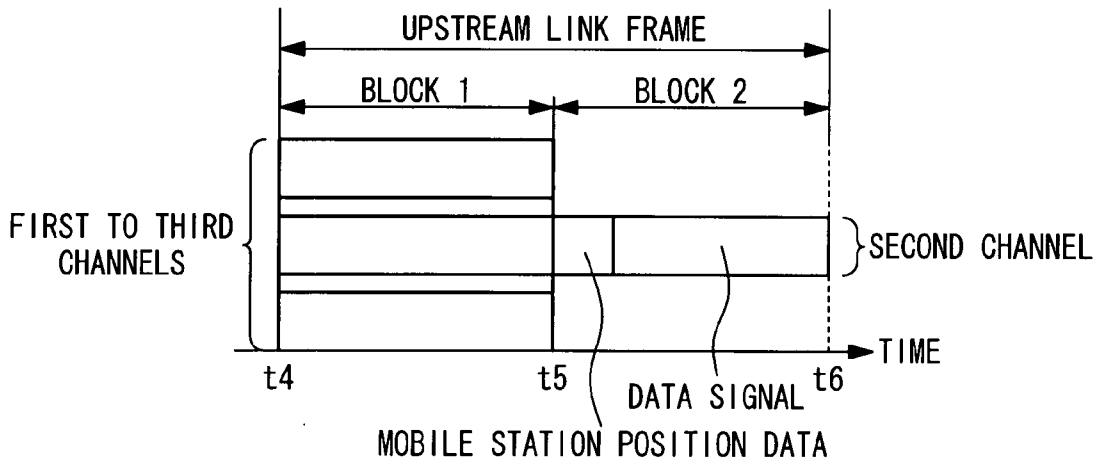 UPSTREAM LINK FRAME
BLOCK 1
BLOCK 2
FIRST TO THIRD
CHANNELS
SECOND CHANNEL
TIME
t4
t5
t6
DATA SIGNAL
MOBILE STATION POSITION DATA